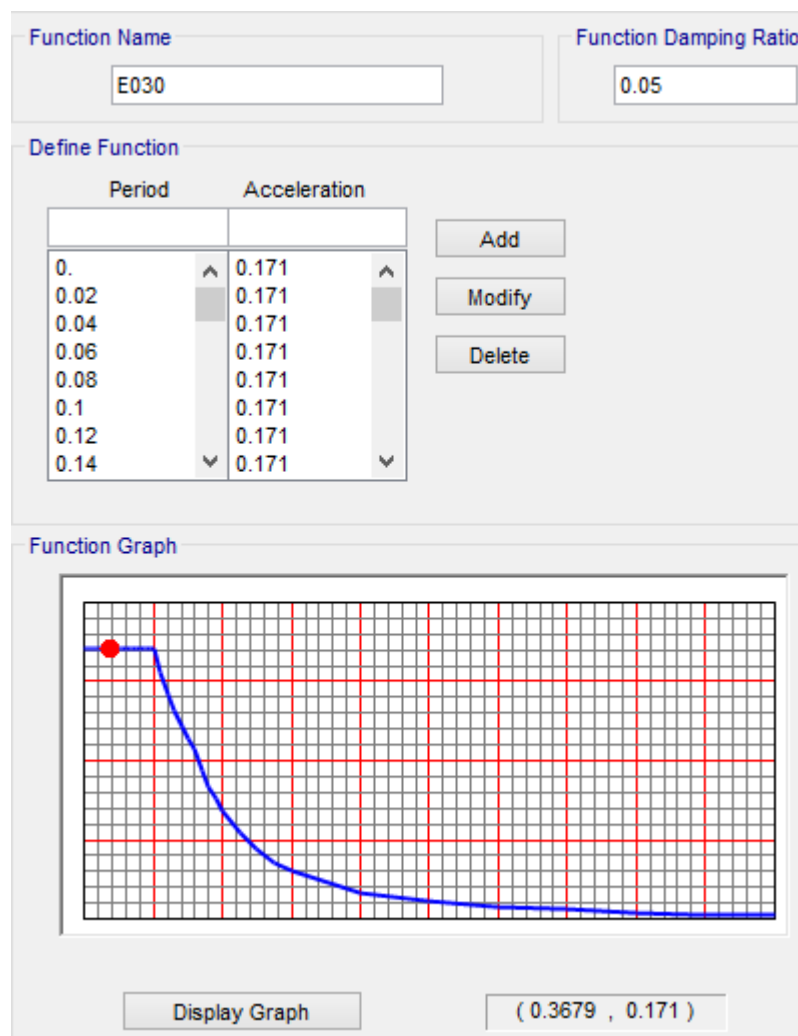 Function Name
Function Damping Ratio
E030
0.05
Define Function
Period Acceleration
Add
0. 0.171
0.02 0.171
Modify
0.04 0.171
0.06 0.171
Delete
0.08 0.171
0.1 0.171
0.12 0.171
0.14 0.171
Function Graph
Display Graph
( 0.3679 , 0.171 )